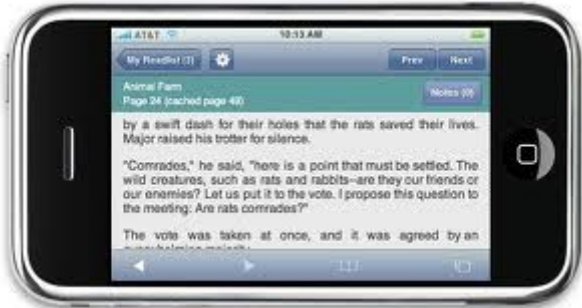 AT&T 10:13 AM
My Readlist (3) Prev Next
Animal Farm
Page 24 (cached page 49) Notes (0)
by a swift dash for their holes that the rats saved their lives.
Major raised his trotter for silence.
"Comrades," he said, "here is a point that must be settled. The
wild creatures, such as rats and rabbits--are they our friends or
our enemies? Let us put it to the vote. I propose this question to
the meeting: Are rats comrades?"
The vote was taken at once, and it was agreed by an